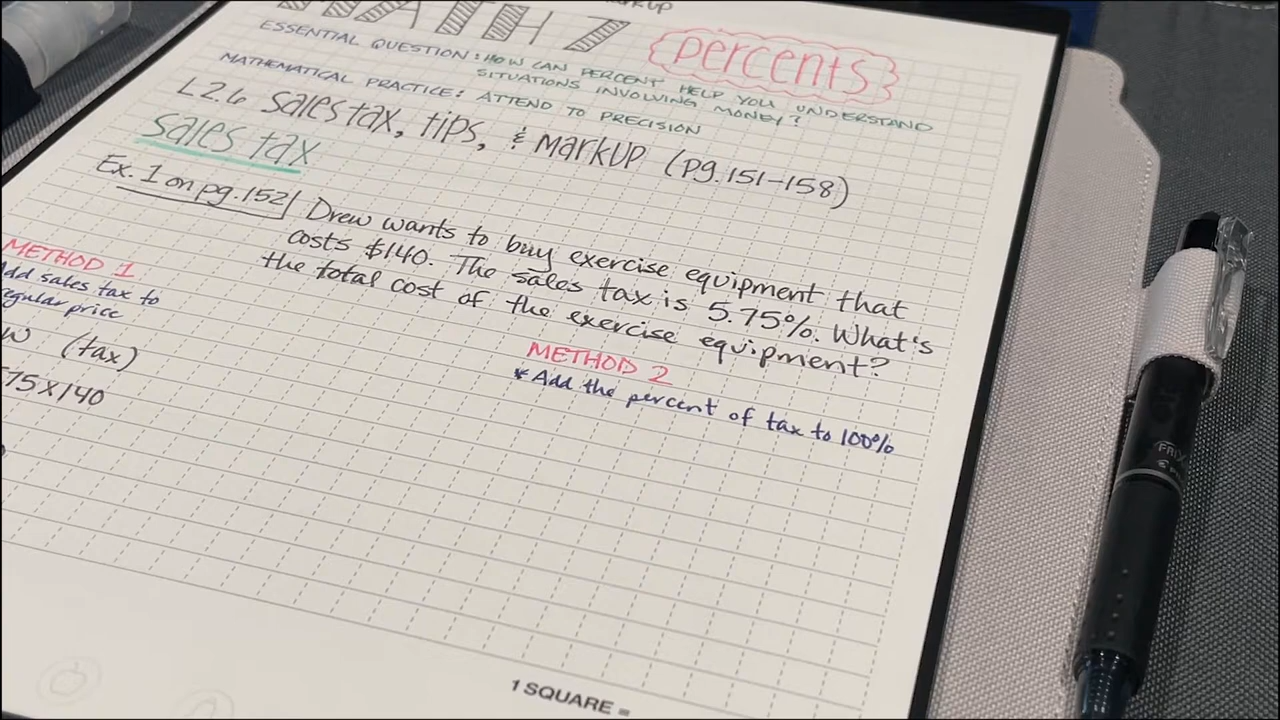 MATH 7 percents
ESSENTIAL QUESTION: HOW CAN PERCENT HELP YOU UNDERSTAND
SITUATIONS INVOLVING MONEY?
MATHEMATICAL PRACTICE: ATTEND TO PRECISION
L2.6 sales tax, tips, & MARKUP (pg. 151-158)
sales tax
Ex. 1 on pg. 152 Drew wants to buy exercise equipment that
costs $140. The sales tax is 5.75%. What's
the total cost of the exercise equipment?
METHOD 1
Add sales tax to
regular price
(tax)
575 x 140
METHOD 2
* Add the percent of tax to 100%
1 SQUARE =